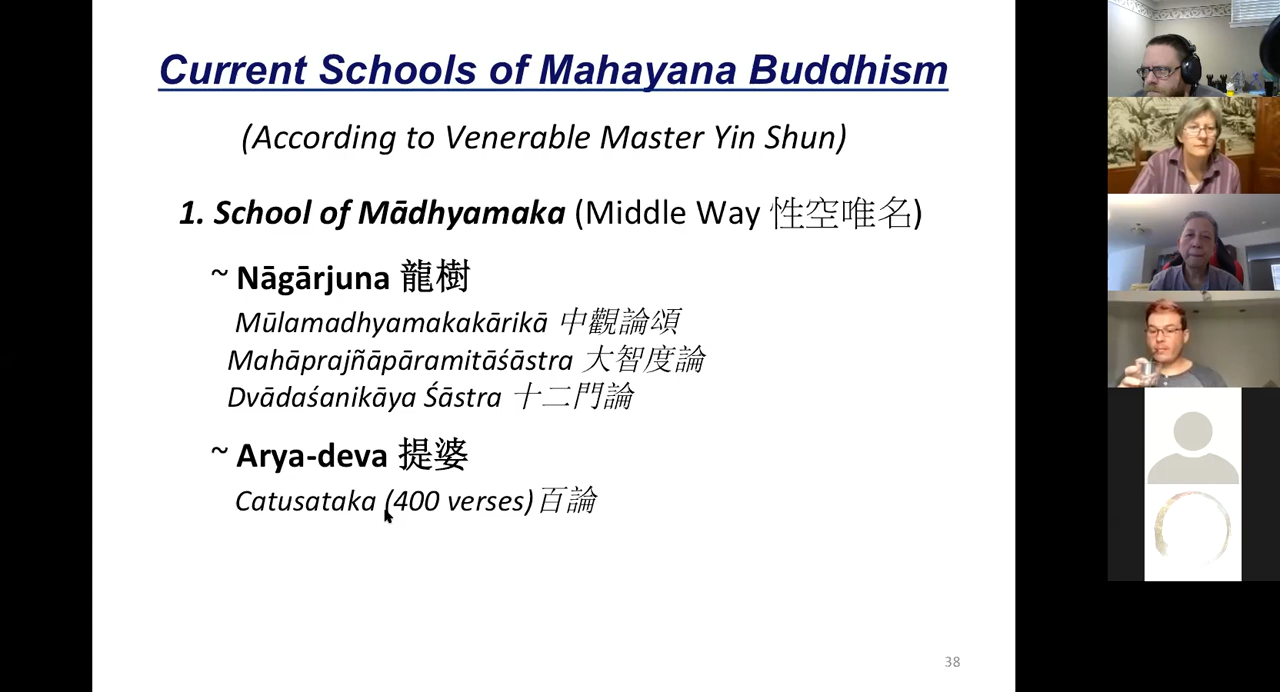 Current Schools of Mahayana Buddhism
(According to Venerable Master Yin Shun)
1. School of Mādhyamaka (Middle Way 性空唯名)
~ Nāgārjuna 龍樹
Mūlamadhyamakakārikā 中觀論頌
Mahāprajñāpāramitāśāstra 大智度論
Dvādaśanikāya Śāstra 十二門論
~ Arya-deva 提婆
Catusataka (400 verses)百論
38